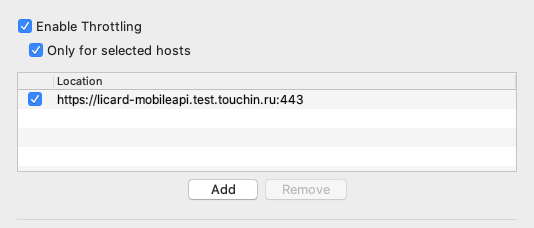 Enable Throttling
Only for selected hosts
Location
https://licard-mobileapi.test.touchin.ru:443
Add
Remove